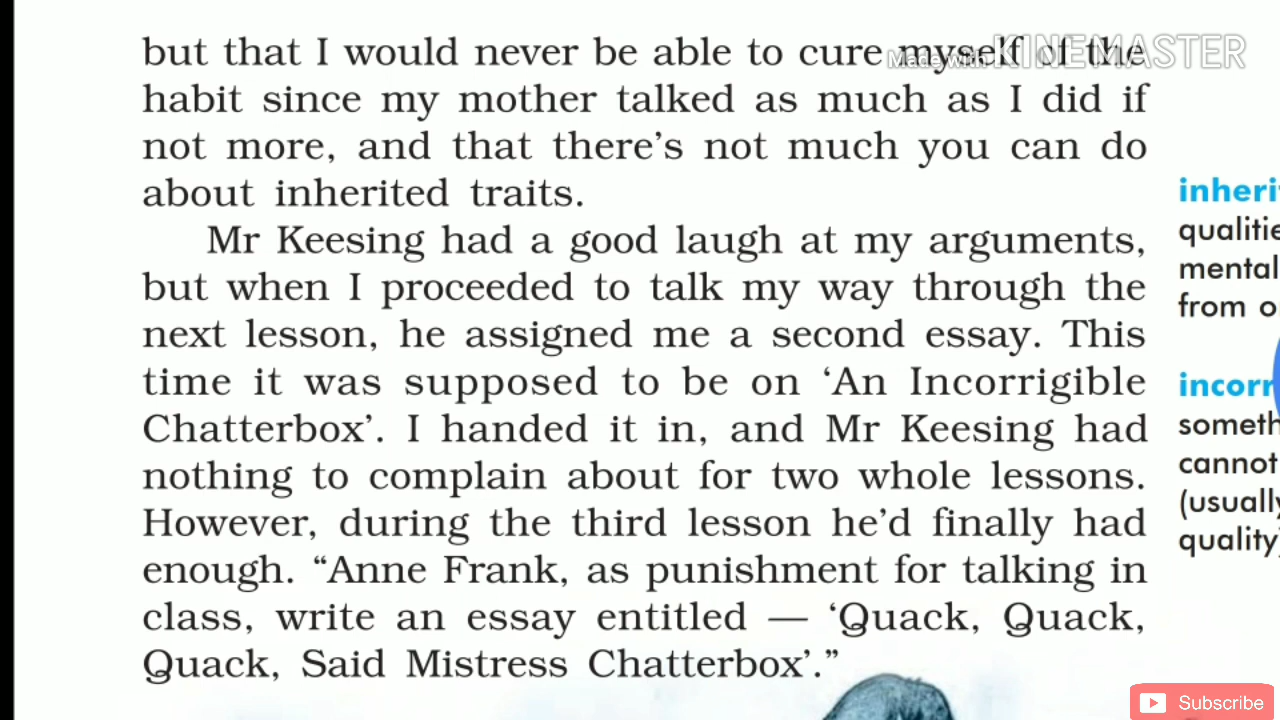 but that I would never be able to cure myself of the
Made with KINEMASTER
habit since my mother talked as much as I did if
not more, and that there's not much you can do
about inherited traits.
Mr Keesing had a good laugh at my arguments,
but when I proceeded to talk my way through the
next lesson, he assigned me a second essay. This
time it was supposed to be on ‘An Incorrigible
Chatterbox’. I handed it in, and Mr Keesing had
nothing to complain about for two whole lessons.
However, during the third lesson he’d finally had
enough. “Anne Frank, as punishment for talking in
class, write an essay entitled — ‘Quack, Quack,
Quack, Said Mistress Chatterbox’.”
inheri
qualitie
mental
from o
incorr
someth
cannot
(usually
quality
Subscribe